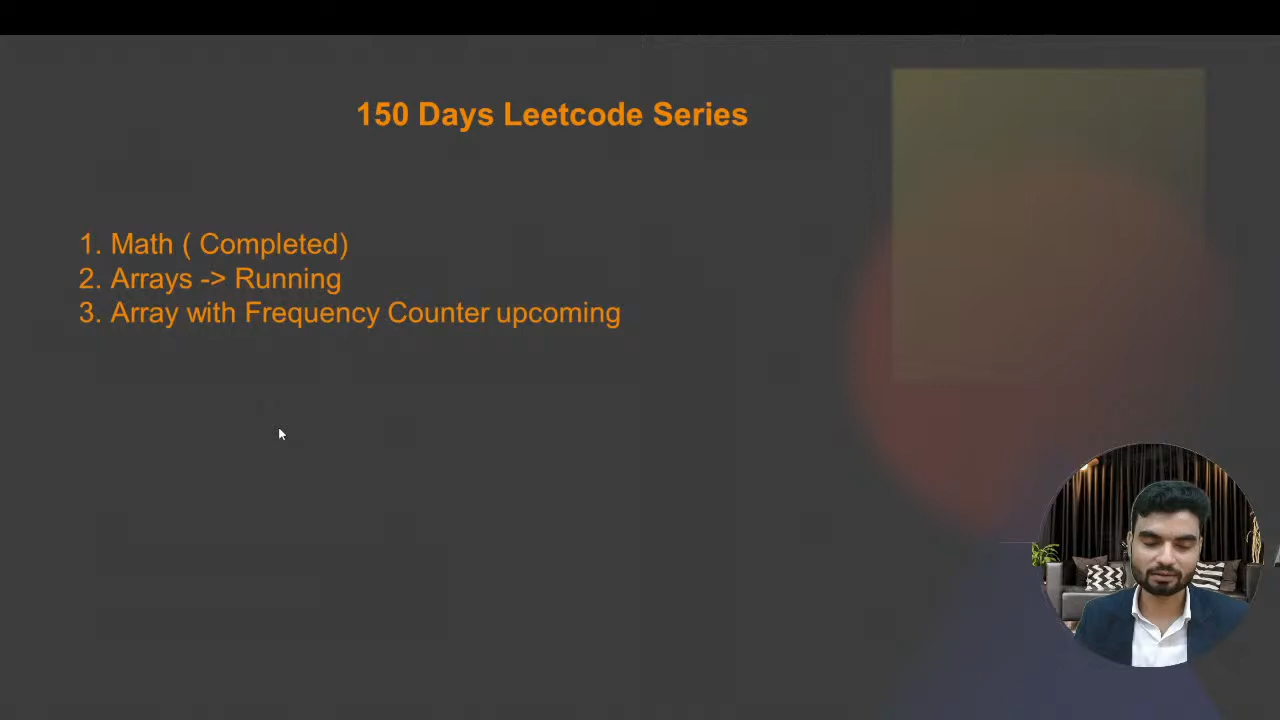 150 Days Leetcode Series
1. Math ( Completed)
2. Arrays -> Running
3. Array with Frequency Counter upcoming